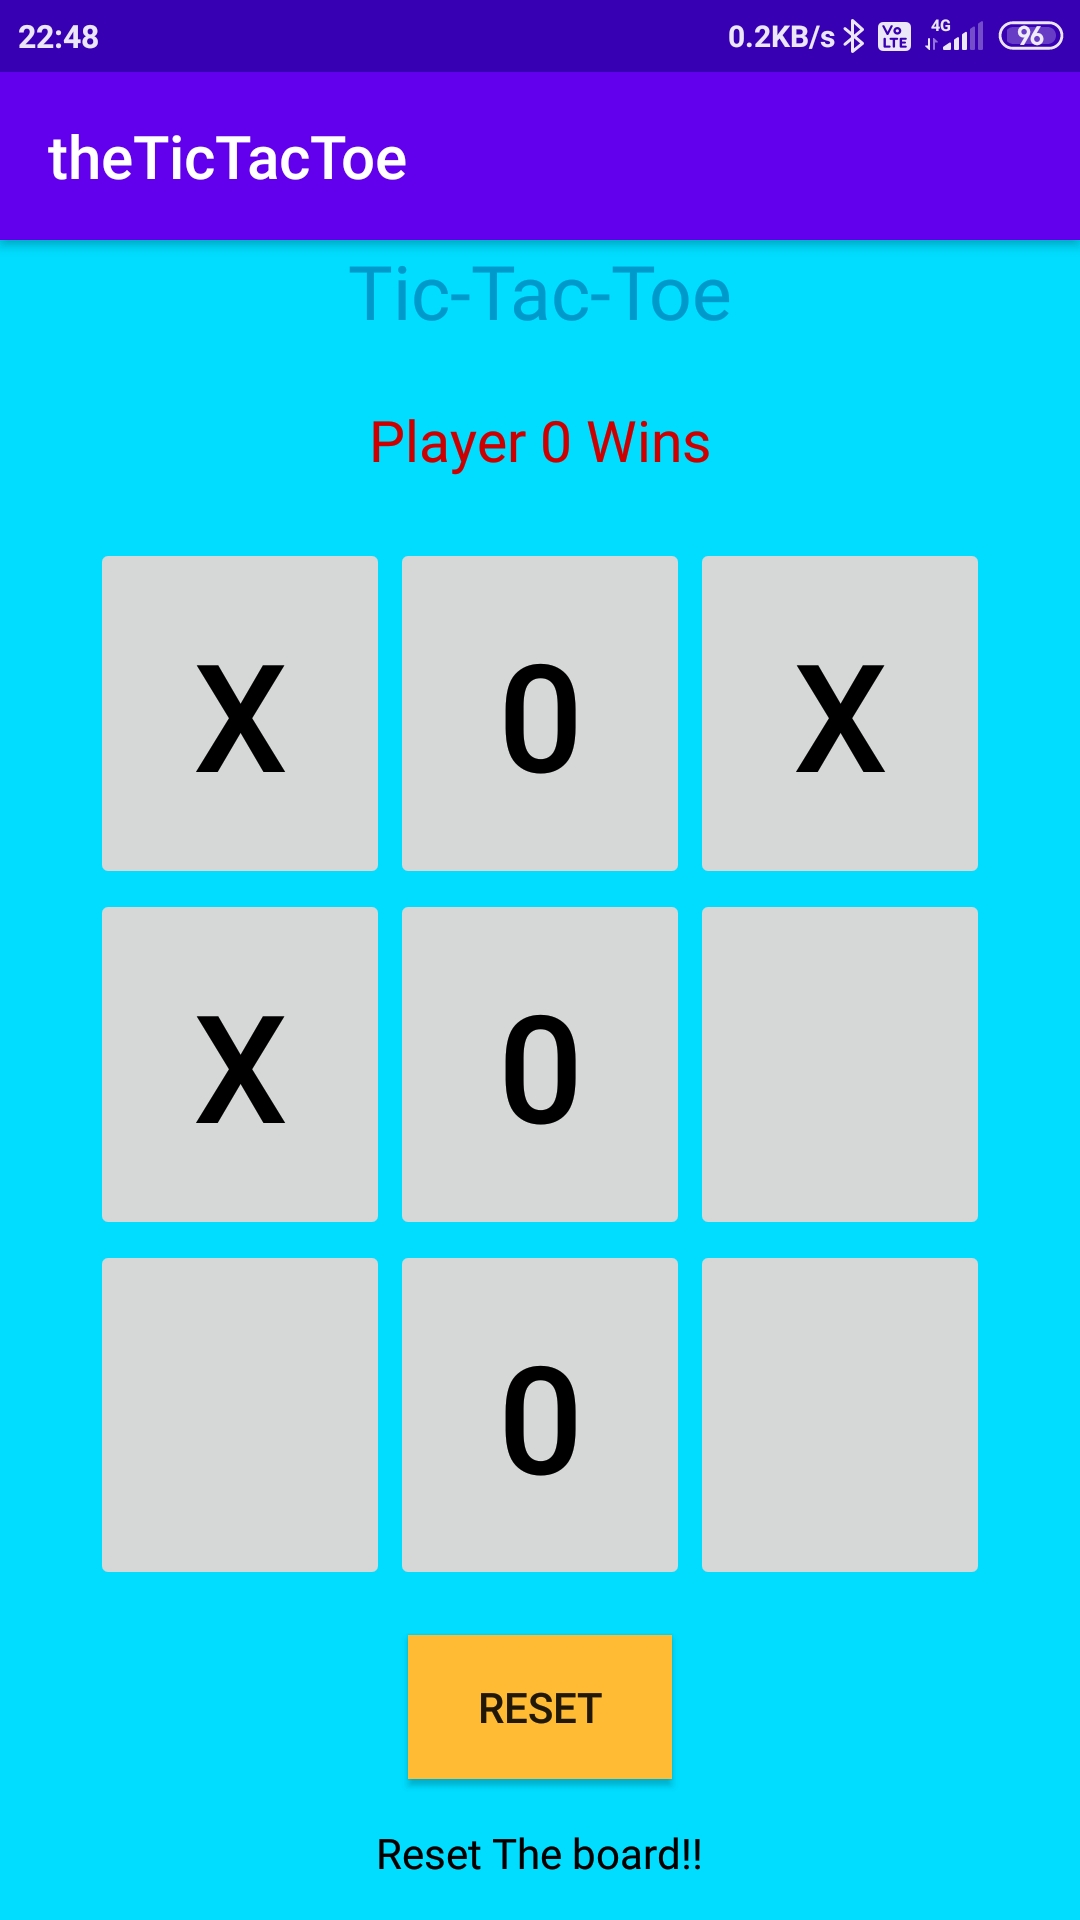 22:48 0.2KB/s Vo LTE 4G 96
theTicTacToe
Tic-Tac-Toe
Player 0 Wins
X 0 X
X 0
0
RESET
Reset The board!!